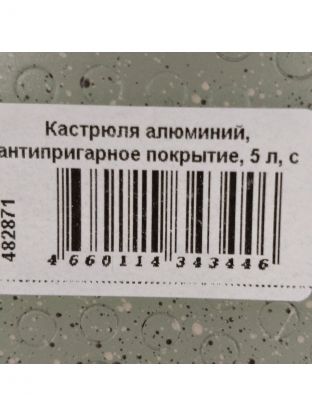 Кастрюля алюминий,
антипригарное покрытие, 5 л, с
482871
4 660114 343446